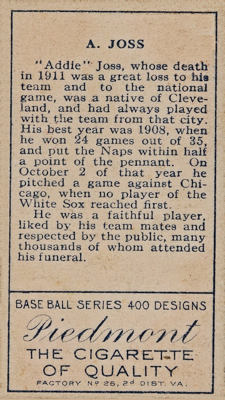 A. JOSS
"Addie" Joss, whose death
in 1911 was a great loss to his
team and to the national
game, was a native of Cleve-
land, and had always played
with the team from that city.
His best year was 1908, when
he won 24 games out of 35,
and put the Naps within half
a point of the pennant. On
October 2 of that year he
pitched a game against Chi-
cago, when no player of the
White Sox reached first.
He was a faithful player,
liked by his team mates and
respected by the public, many
thousands of whom attended
his funeral.
BASE BALL SERIES 400 DESIGNS
Piedmont
THE CIGARETTE
OF QUALITY
FACTORY No 25, 2d DIST. VA.